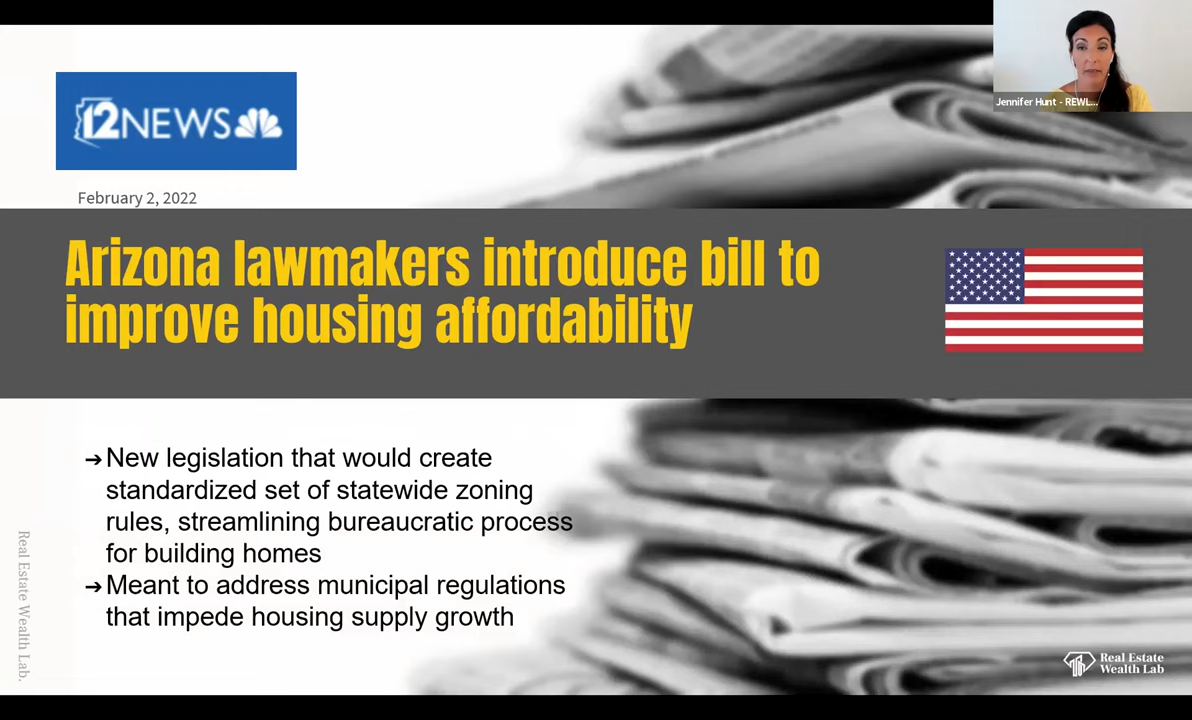 12NEWS
Jennifer Hunt - REWL...
February 2, 2022
Arizona lawmakers introduce bill to
improve housing affordability
➔ New legislation that would create
standardized set of statewide zoning
rules, streamlining bureaucratic process
for building homes
➔ Meant to address municipal regulations
that impede housing supply growth
Real Estate Wealth Lab.
Real Estate
Wealth Lab